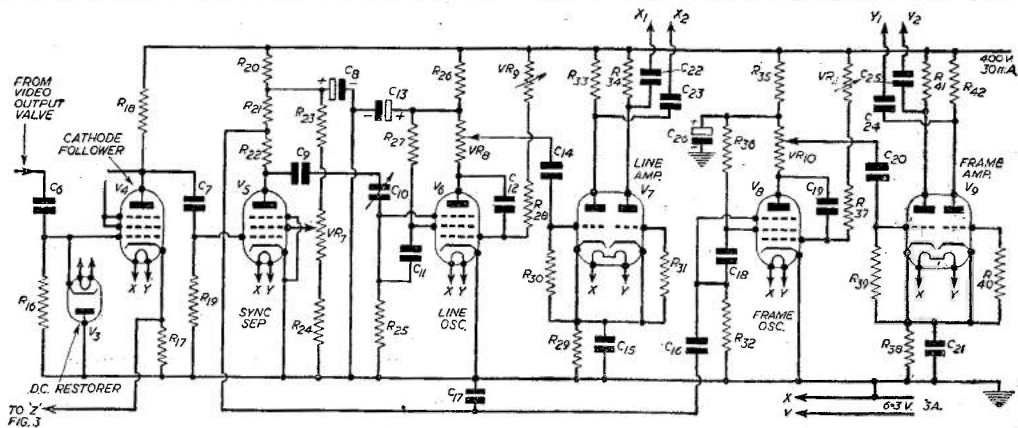 X1
X2
Y1
Y2
400 V.
30 m.A.
R20
C8
R26
VR9
R33
R34
C22
C23
R35
C25
R41
R42
FROM
VIDEO
OUTPUT
VALVE
R18
R21
R23
C13
C26
C24
CATHODE
FOLLOWER
R22
C9
R27
VR8
C14
LINE
AMP.
R36
VR10
C20
FRAME
AMP.
C6
V4
C7
V5
C10
V6
C12
R28
V7
V8
C19
R37
V9
X Y
VR7
C11
C18
R16
V3
R19
X Y
X Y
R30
X
Y
R31
X Y
R39
X
Y
R40
SYNC
SEP.
LINE
OSC.
FRAME
OSC.
R17
R24
R25
R29
C15
C16
R32
R38
C21
D.C. RESTORER
C17
TO 'Z'
FIG. 3
X
6·3 V. 3A.